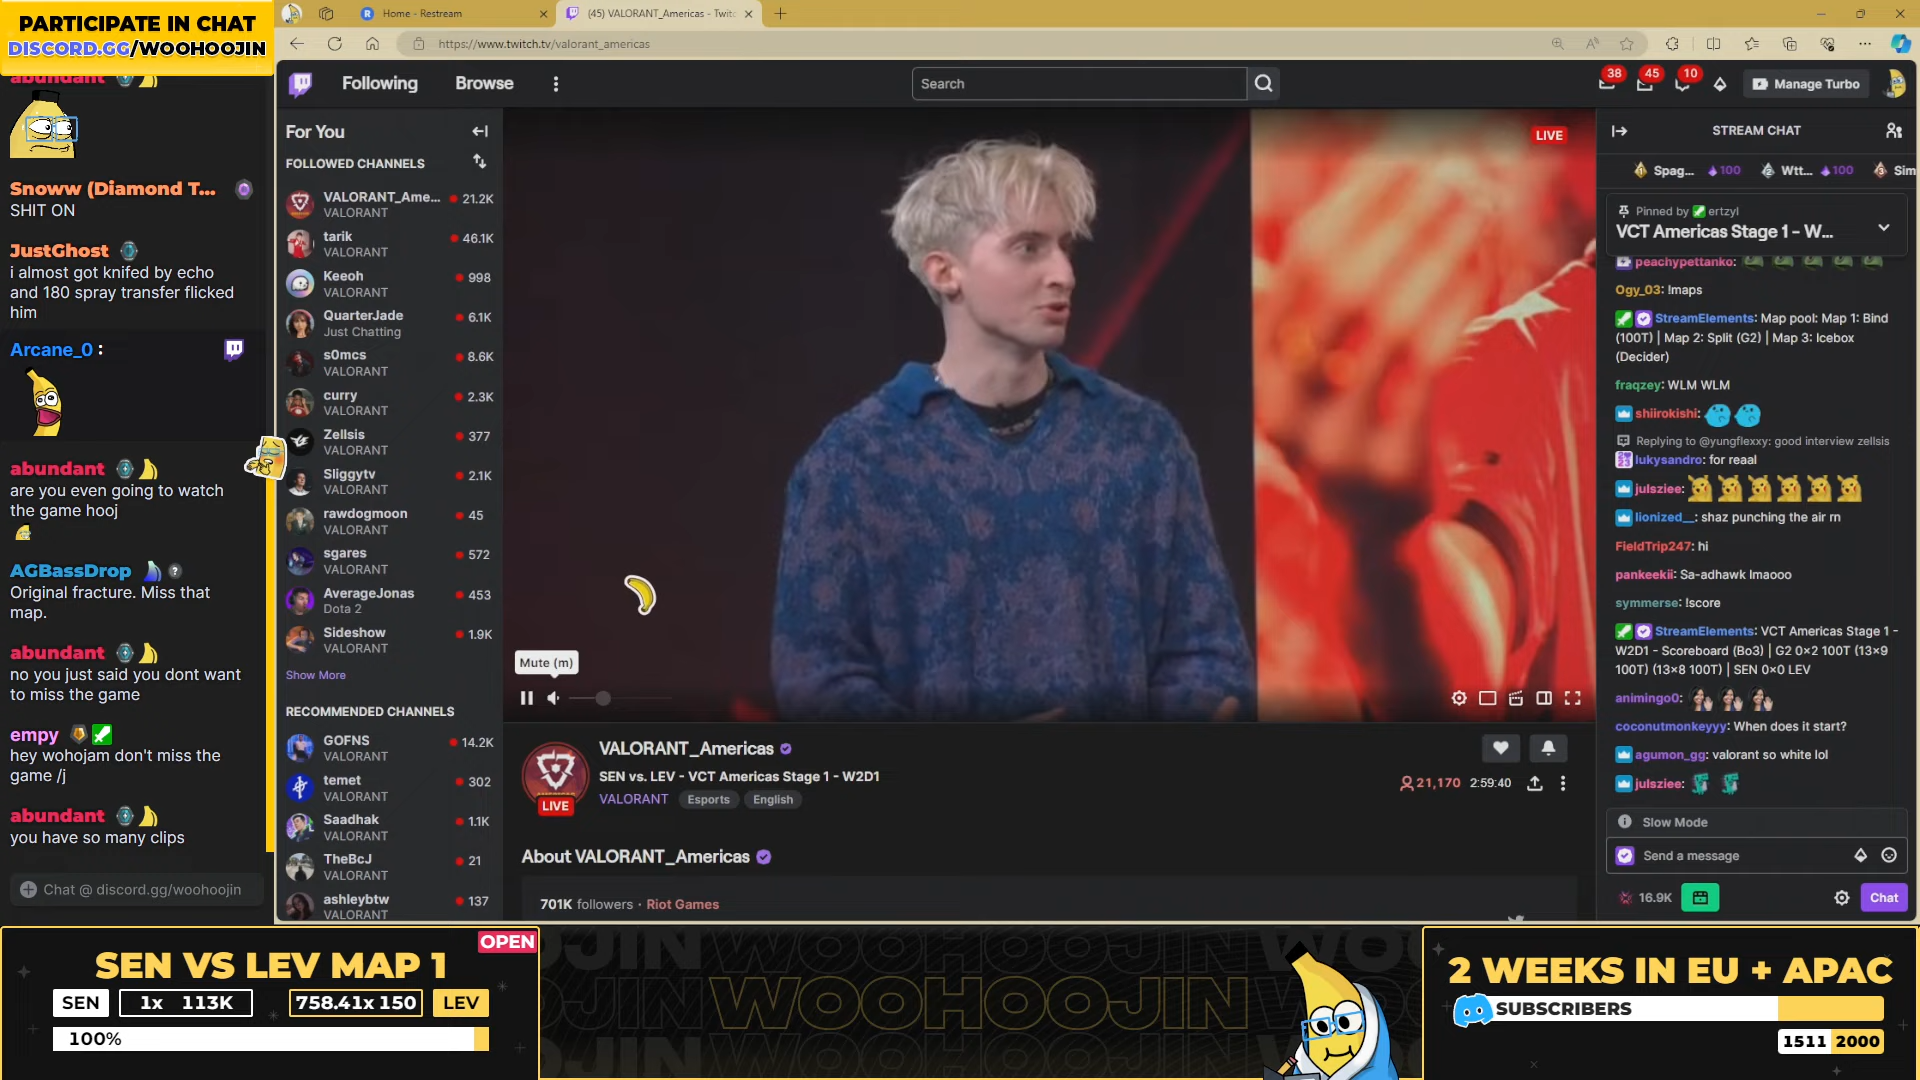 PARTICIPATE IN CHAT
DISCORD.GG/WOOHOOJIN
abundant
Snoww (Diamond T...
SHIT ON
JustGhost
i almost got knifed by echo
and 180 spray transfer flicked
him
Arcane_0 :
abundant
are you even going to watch
the game hooj
AGBassDrop
Original fracture. Miss that
map.
abundant
no you just said you dont want
to miss the game
empy
hey wohojam don't miss the
game /j
abundant
you have so many clips
Chat @ discord.gg/woohoojin
Home - Restream
(45) VALORANT_Americas - Twitc
https://www.twitch.tv/valorant_americas
Following
Browse
Search
38
45
10
Manage Turbo
For You
FOLLOWED CHANNELS
VALORANT_Ame... 21.2K
VALORANT
tarik 46.1K
VALORANT
Keeoh 998
VALORANT
QuarterJade 6.1K
Just Chatting
s0mcs 8.6K
VALORANT
curry 2.3K
VALORANT
Zellsis 377
VALORANT
Sliggytv 2.1K
VALORANT
rawdogmoon 45
VALORANT
sgares 572
VALORANT
AverageJonas 453
Dota 2
Sideshow 1.9K
VALORANT
Show More
RECOMMENDED CHANNELS
GOFNS 14.2K
VALORANT
temet 302
VALORANT
Saadhak 1.1K
VALORANT
TheBcJ 21
VALORANT
ashleybtw 137
VALORANT
LIVE
Mute (m)
VALORANT_Americas
SEN vs. LEV - VCT Americas Stage 1 - W2D1
VALORANT Esports English
LIVE
21,170 2:59:40
About VALORANT_Americas
701K followers · Riot Games
STREAM CHAT
1 Spag... 100 2 Wtt... 100 3 Sim
Pinned by ertzyl
VCT Americas Stage 1 - W...
peachypettanko:
Ogy_03: !maps
StreamElements: Map pool: Map 1: Bind
(100T) | Map 2: Split (G2) | Map 3: Icebox
(Decider)
fraqzey: WLM WLM
shiirokishi:
Replying to @yungflexxy: good interview zellsis
lukysandro: for reaal
julsziee:
lionized__: shaz punching the air rn
FieldTrip247: hi
pankeekii: Sa-adhawk lmaooo
symmerse: !score
StreamElements: VCT Americas Stage 1 -
W2D1 - Scoreboard (Bo3) | G2 0×2 100T (13×9
100T) (13×8 100T) | SEN 0×0 LEV
animingo0:
coconutmonkeyyy: When does it start?
agumon_gg: valorant so white lol
julsziee:
Slow Mode
Send a message
16.9K
Chat
OPEN
SEN VS LEV MAP 1
SEN 1x 113K 758.41x 150 LEV
100%
WOOHOOJIN
2 WEEKS IN EU + APAC
SUBSCRIBERS
1511 2000